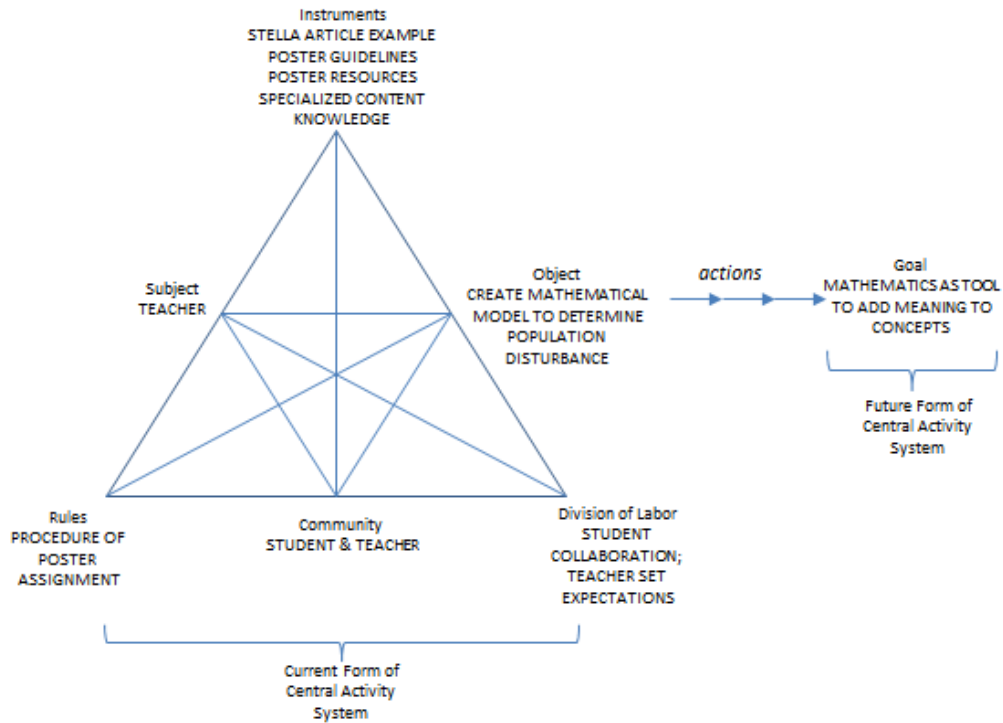 Instruments
STELLA ARTICLE EXAMPLE
POSTER GUIDELINES
POSTER RESOURCES
SPECIALIZED CONTENT
KNOWLEDGE
Subject
TEACHER
Object
CREATE MATHEMATICAL
MODEL TO DETERMINE
POPULATION
DISTURBANCE
actions
Goal
MATHEMATICS AS TOOL
TO ADD MEANING TO
CONCEPTS
Future Form of
Central Activity
System
Rules
PROCEDURE OF
POSTER
ASSIGNMENT
Community
STUDENT & TEACHER
Division of Labor
STUDENT
COLLABORATION;
TEACHER SET
EXPECTATIONS
Current Form of
Central Activity
System